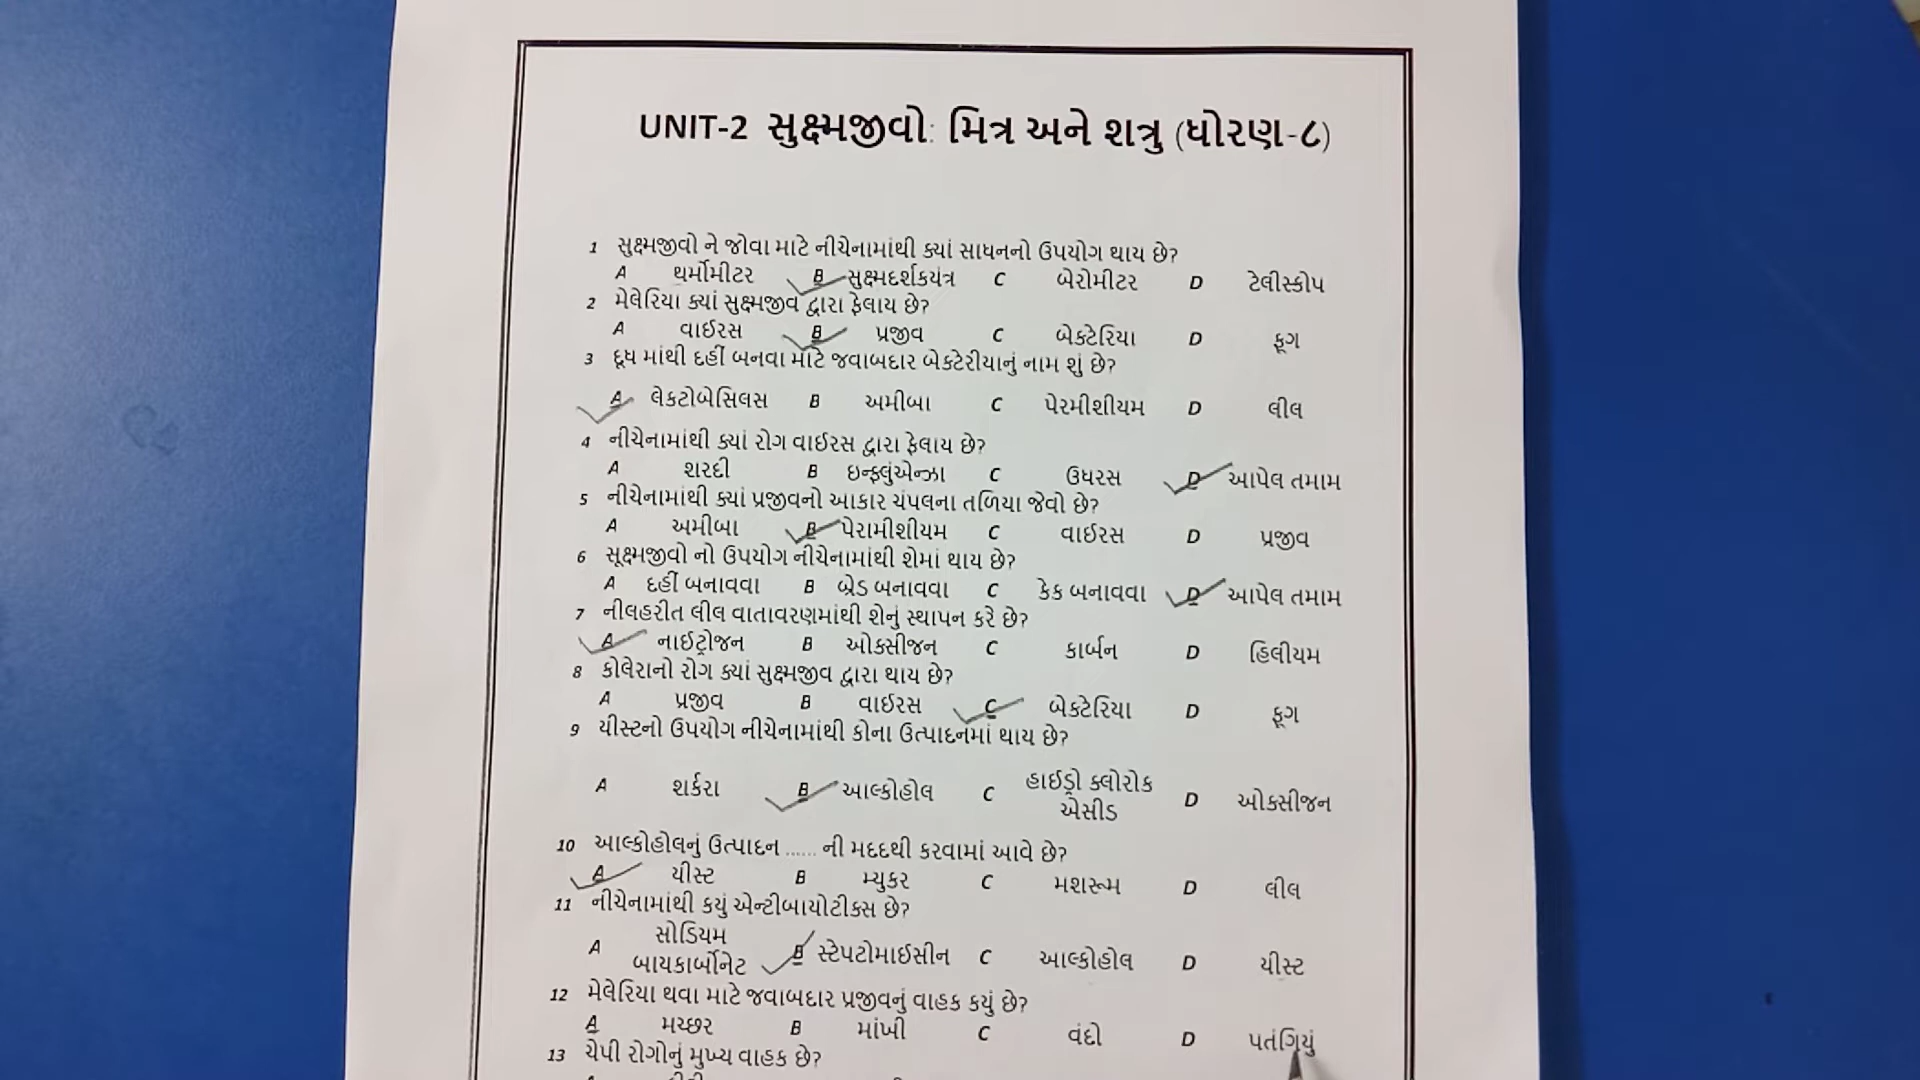 UNIT-2 સુક્ષ્મજીવો: મિત્ર અને શત્રુ (ધોરણ-૮)
1 સુક્ષ્મજીવો ને જોવા માટે નીચેનામાંથી ક્યાં સાધનનો ઉપયોગ થાય છે?
A થર્મોમીટર B સુક્ષ્મદર્શકયંત્ર C બેરોમીટર D ટેલીસ્કોપ
2 મેલેરિયા ક્યાં સુક્ષ્મજીવ દ્વારા ફેલાય છે?
A વાઈરસ B પ્રજીવ C બેક્ટેરિયા D ફૂગ
3 દૂધ માંથી દહીં બનવા માટે જવાબદાર બેક્ટેરીયાનું નામ શું છે?
A લેક્ટોબેસિલસ B અમીબા C પેરમીશીયમ D લીલ
4 નીચેનામાંથી ક્યાં રોગ વાઈરસ દ્વારા ફેલાય છે?
A શરદી B ઇન્ફ્લુંએન્ઝા C ઉધરસ D આપેલ તમામ
5 નીચેનામાંથી ક્યાં પ્રજીવનો આકાર ચંપલના તળિયા જેવો છે?
A અમીબા B પેરામીશીયમ C વાઈરસ D પ્રજીવ
6 સૂક્ષ્મજીવો નો ઉપયોગ નીચેનામાંથી શેમાં થાય છે?
A દહીં બનાવવા B બ્રેડ બનાવવા C કેક બનાવવા D આપેલ તમામ
7 નીલહરીત લીલ વાતાવરણમાંથી શેનું સ્થાપન કરે છે?
A નાઈટ્રોજન B ઓક્સીજન C કાર્બન D હિલીયમ
8 કોલેરાનો રોગ ક્યાં સુક્ષ્મજીવ દ્વારા થાય છે?
A પ્રજીવ B વાઈરસ C બેક્ટેરિયા D ફૂગ
9 યીસ્ટનો ઉપયોગ નીચેનામાંથી કોના ઉત્પાદનમાં થાય છે?
A શર્કરા B આલ્કોહોલ C હાઈડ્રો ક્લોરોક એસીડ D ઓક્સીજન
10 આલ્કોહોલનું ઉત્પાદન ...... ની મદદથી કરવામાં આવે છે?
A યીસ્ટ B મ્યુકર C મશરૂમ D લીલ
11 નીચેનામાંથી કયું એન્ટીબાયોટીક્સ છે?
A સોડિયમ બાયકાર્બોનેટ B સ્ટેપટોમાઈસીન C આલ્કોહોલ D યીસ્ટ
12 મેલેરિયા થવા માટે જવાબદાર પ્રજીવનું વાહક કયું છે?
A મચ્છર B માંખી C વંદો D પતંગિયું
13 ચેપી રોગોનું મુખ્ય વાહક છે?